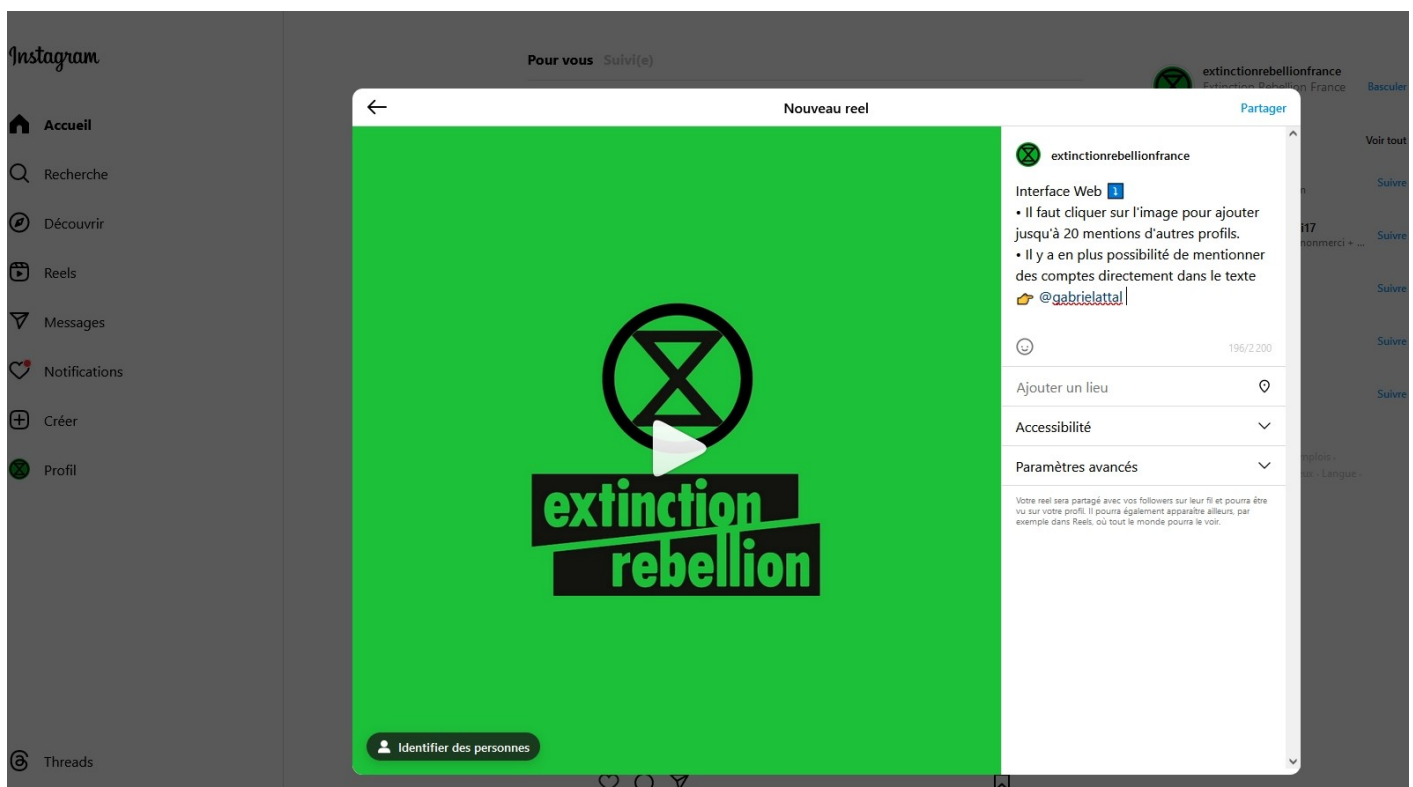 Instagram
Accueil
Recherche
Découvrir
Reels
Messages
Notifications
Créer
Profil
Threads
Pour vous Suivi(e)
extinctionrebellionfrance
Extinction Rebellion France
Basculer
Voir tout
Suivre
i17
nonmerci + ...
Suivre
Suivre
Suivre
Suivre
Langue
Nouveau reel
Partager
extinction
rebellion
Identifier des personnes
extinctionrebellionfrance
Interface Web ⤵️
• Il faut cliquer sur l'image pour ajouter
jusqu'à 20 mentions d'autres profils.
• Il y a en plus possibilité de mentionner
des comptes directement dans le texte
👉 @gabrielattal
196/2 200
Ajouter un lieu
Accessibilité
Paramètres avancés
Votre reel sera partagé avec vos followers sur leur fil et pourra être
vu sur votre profil. Il pourra également apparaître ailleurs, par
exemple dans Reels, où tout le monde pourra le voir.